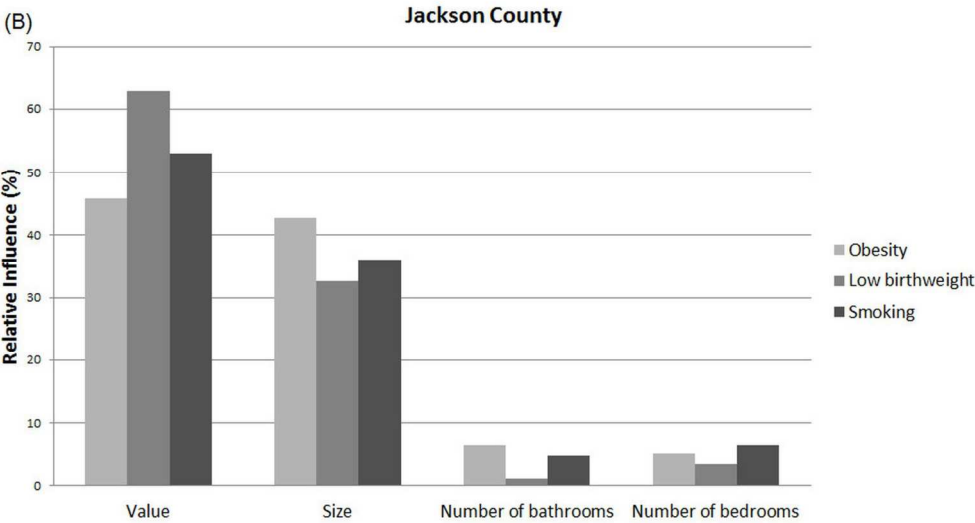 (B)
Jackson County
Relative Influence (%)
70
60
50
40
30
20
10
0
Value
Size
Number of bathrooms
Number of bedrooms
Obesity
Low birthweight
Smoking